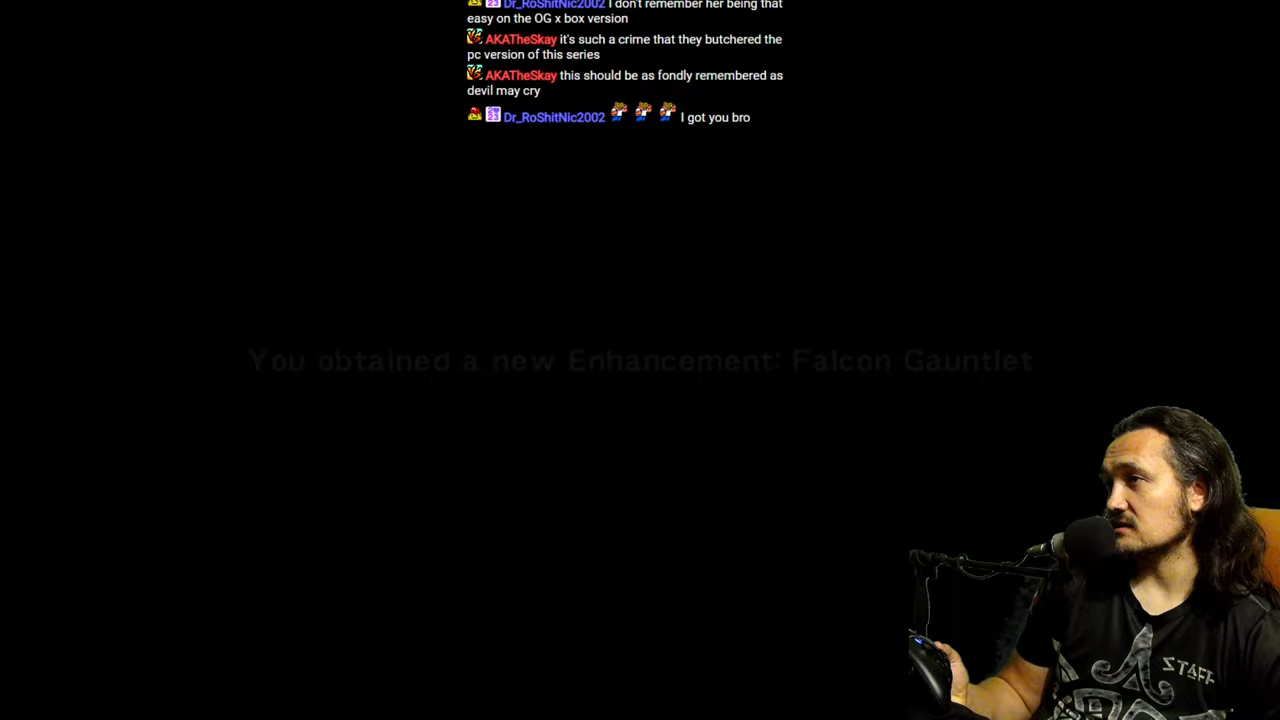 Dr_RoShitNic2002 I don't remember her being that
easy on the OG x box version
AKATheSkay it's such a crime that they butchered the
pc version of this series
AKATheSkay this should be as fondly remembered as
devil may cry
Dr_RoShitNic2002 I got you bro
You obtained a new Enhancement: Falcon Gauntlet
STAFF